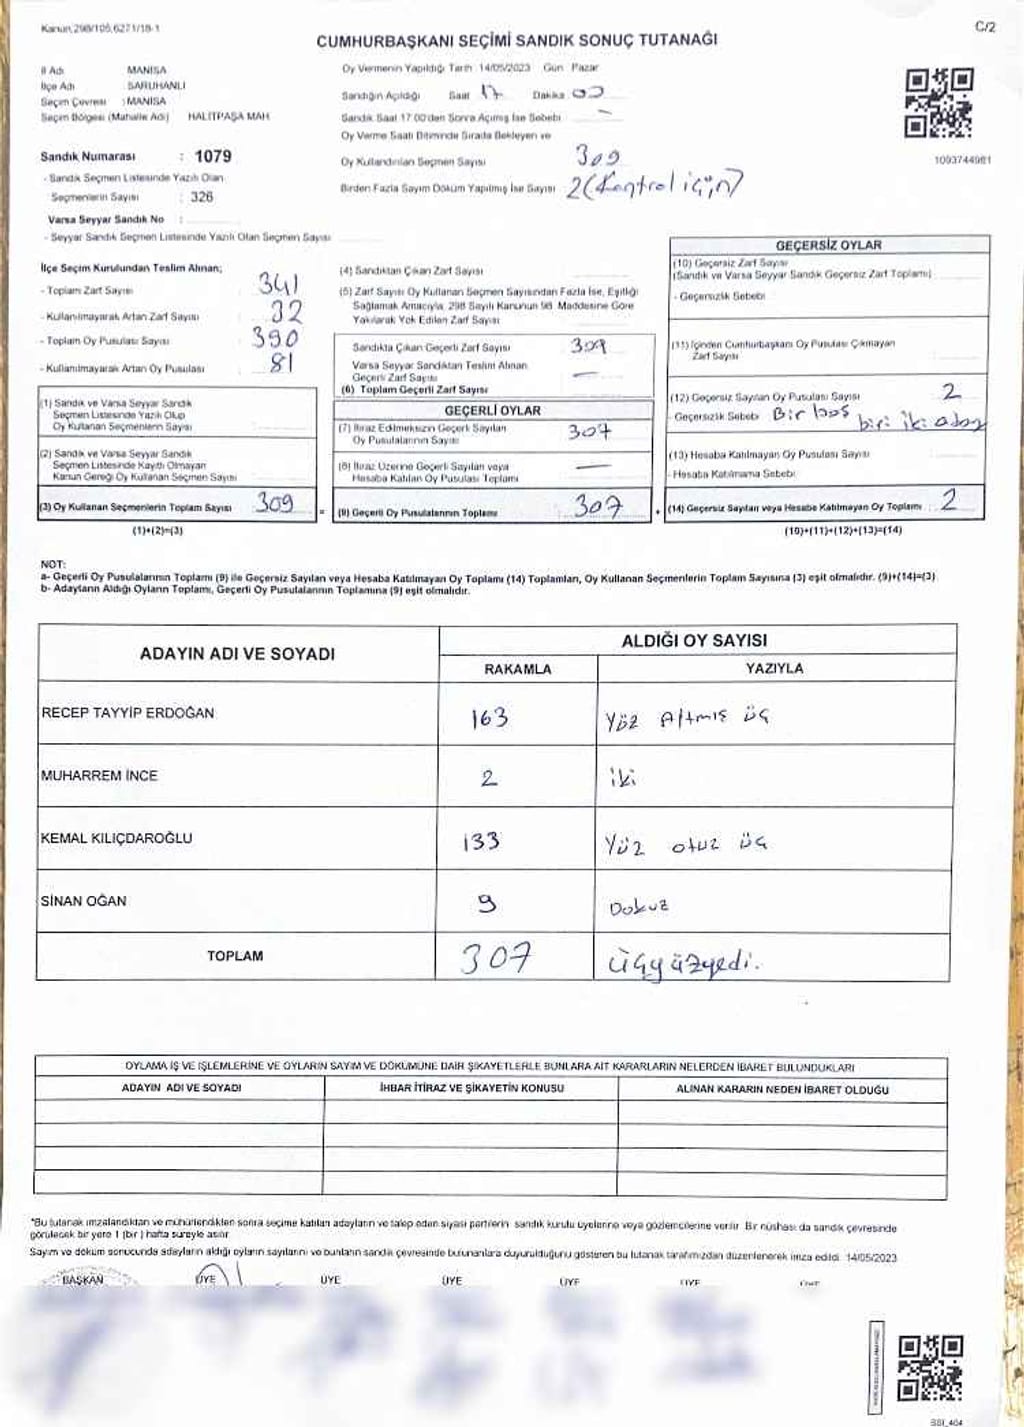 Kanun,298/105,6271/18-1
C/2
CUMHURBAŞKANI SEÇİMİ SANDIK SONUÇ TUTANAĞI
İl Adı MANİSA
İlçe Adı SARUHANLI
Seçim Çevresi : MANİSA
Seçim Bölgesi (Mahalle Adı) HALİTPAŞA MAH.
Sandık Numarası : 1079
- Sandık Seçmen Listesinde Yazılı Olan
Seçmenlerin Sayısı : 326
Varsa Seyyar Sandık No :
- Seyyar Sandık Seçmen Listesinde Yazılı Olan Seçmen Sayısı
Oy Vermenin Yapıldığı Tarih 14/05/2023 Gün Pazar
Sandığın Açıldığı Saat 17 Dakika 00
Sandık Saat 17:00'den Sonra Açılmış İse Sebebi —
Oy Verme Saati Bitiminde Sırada Bekleyen ve
Oy Kullandırılan Seçmen Sayısı 309
Birden Fazla Sayım Döküm Yapılmış İse Sayısı 2 (Kontrol için)
1093744981
İlçe Seçim Kurulundan Teslim Alınan;
- Toplam Zarf Sayısı 341
- Kullanılmayarak Artan Zarf Sayısı 32
- Toplam Oy Pusulası Sayısı 390
- Kullanılmayarak Artan Oy Pusulası 81
(1) Sandık ve Varsa Seyyar Sandık
Seçmen Listesinde Yazılı Olup
Oy Kullanan Seçmenlerin Sayısı
(2) Sandık ve Varsa Seyyar Sandık
Seçmen Listesinde Kayıtlı Olmayan
Kanun Gereği Oy Kullanan Seçmen Sayısı
(3) Oy Kullanan Seçmenlerin Toplam Sayısı 309
(1)+(2)=(3)
(4) Sandıktan Çıkan Zarf Sayısı
(5) Zarf Sayısı Oy Kullanan Seçmen Sayısından Fazla İse, Eşitliği
Sağlamak Amacıyla 298 Sayılı Kanunun 98. Maddesine Göre
Yakılarak Yok Edilen Zarf Sayısı
Sandıkta Çıkan Geçerli Zarf Sayısı 309
Varsa Seyyar Sandıktan Teslim Alınan
Geçerli Zarf Sayısı —
(6) Toplam Geçerli Zarf Sayısı
GEÇERLİ OYLAR
(7) İtiraz Edilmeksizin Geçerli Sayılan
Oy Pusulalarının Sayısı 307
(8) İtiraz Üzerine Geçerli Sayılan veya
Hesaba Katılan Oy Pusulası Toplamı —
= (9) Geçerli Oy Pusulalarının Toplamı 307
GEÇERSİZ OYLAR
(10) Geçersiz Zarf Sayısı
(Sandık ve Varsa Seyyar Sandık Geçersiz Zarf Toplamı)
- Geçersizlik Sebebi
(11) İçinden Cumhurbaşkanı Oy Pusulası Çıkmayan
Zarf Sayısı
(12) Geçersiz Sayılan Oy Pusulası Sayısı 2
- Geçersizlik Sebebi Bir boş
biri iki aday
(13) Hesaba Katılmayan Oy Pusulası Sayısı
- Hesaba Katılmama Sebebi
+ (14) Geçersiz Sayılan veya Hesaba Katılmayan Oy Toplamı 2
(10)+(11)+(12)+(13)=(14)
NOT:
a- Geçerli Oy Pusulalarının Toplamı (9) ile Geçersiz Sayılan veya Hesaba Katılmayan Oy Toplamı (14) Toplamları, Oy Kullanan Seçmenlerin Toplam Sayısına (3) eşit olmalıdır. (9)+(14)=(3)
b- Adayların Aldığı Oyların Toplamı, Geçerli Oy Pusulalarının Toplamına (9) eşit olmalıdır.
ADAYIN ADI VE SOYADI
ALDIĞI OY SAYISI
RAKAMLA YAZIYLA
RECEP TAYYİP ERDOĞAN 163 Yüz Altmış üç
MUHARREM İNCE 2 iki
KEMAL KILIÇDAROĞLU 133 Yüz otuz üç
SİNAN OĞAN 9 Dokuz
TOPLAM 307 üçyüzyedi.
OYLAMA İŞ VE İŞLEMLERİNE VE OYLARIN SAYIM VE DÖKÜMÜNE DAİR ŞİKAYETLERLE BUNLARA AİT KARARLARIN NELERDEN İBARET BULUNDUKLARI
ADAYIN ADI VE SOYADI İHBAR İTİRAZ VE ŞİKAYETİN KONUSU ALINAN KARARIN NEDEN İBARET OLDUĞU
*Bu tutanak imzalandıktan ve mühürlendikten sonra seçime katılan adayların ve talep eden siyasi partilerin sandık kurulu üyelerine veya gözlemcilerine verilir. Bir nüshası da sandık çevresinde
görülecek bir yere 1 (bir) hafta süreyle asılır.
Sayım ve döküm sonucunda adayların aldığı oyların sayılarını ve bunların sandık çevresinde bulunanlara duyurulduğunu gösteren bu tutanak tarafımızdan düzenlenerek imza edildi. 14/05/2023
BAŞKAN ÜYE ÜYE ÜYE ÜYE ÜYE ÜYE